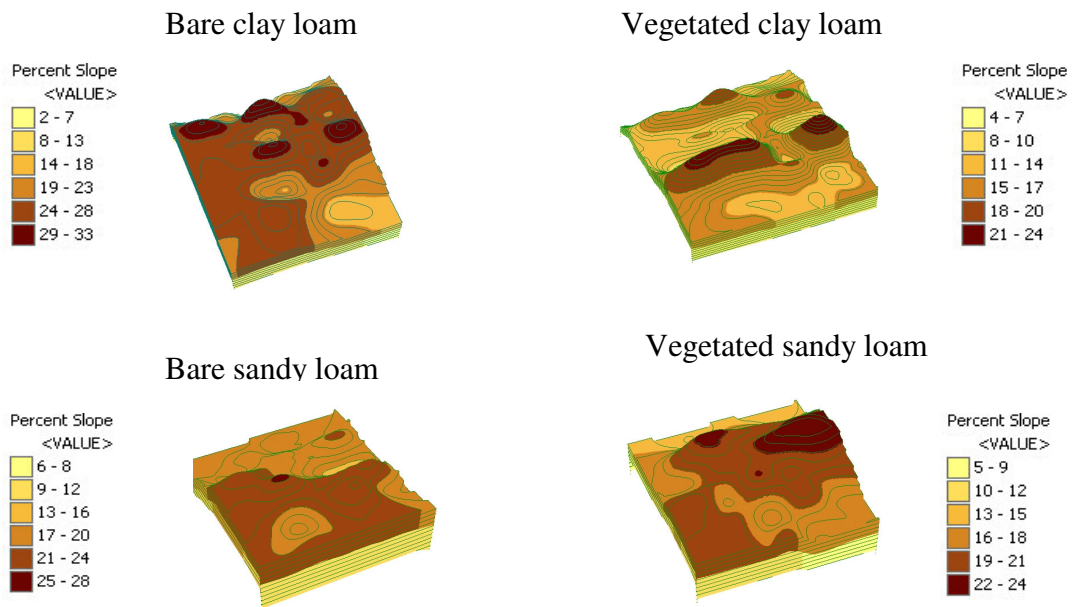 Bare clay loam
Percent Slope
<VALUE>
2 - 7
8 - 13
14 - 18
19 - 23
24 - 28
29 - 33
Vegetated clay loam
Percent Slope
<VALUE>
4 - 7
8 - 10
11 - 14
15 - 17
18 - 20
21 - 24
Bare sandy loam
Percent Slope
<VALUE>
6 - 8
9 - 12
13 - 16
17 - 20
21 - 24
25 - 28
Vegetated sandy loam
Percent Slope
<VALUE>
5 - 9
10 - 12
13 - 15
16 - 18
19 - 21
22 - 24